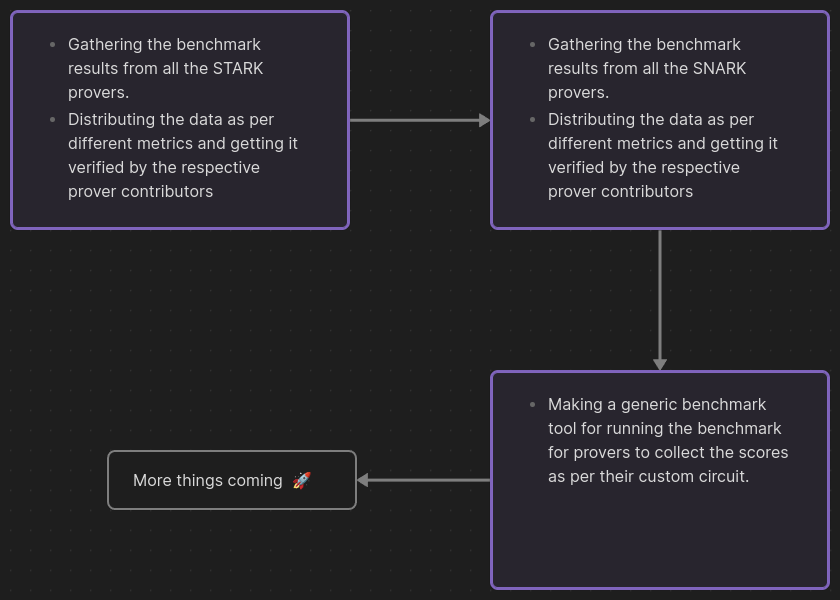 Gathering the benchmark
results from all the STARK
provers.
Distributing the data as per
different metrics and getting it
verified by the respective
prover contributors
Gathering the benchmark
results from all the SNARK
provers.
Distributing the data as per
different metrics and getting it
verified by the respective
prover contributors
Making a generic benchmark
tool for running the benchmark
for provers to collect the scores
as per their custom circuit.
More things coming 🚀